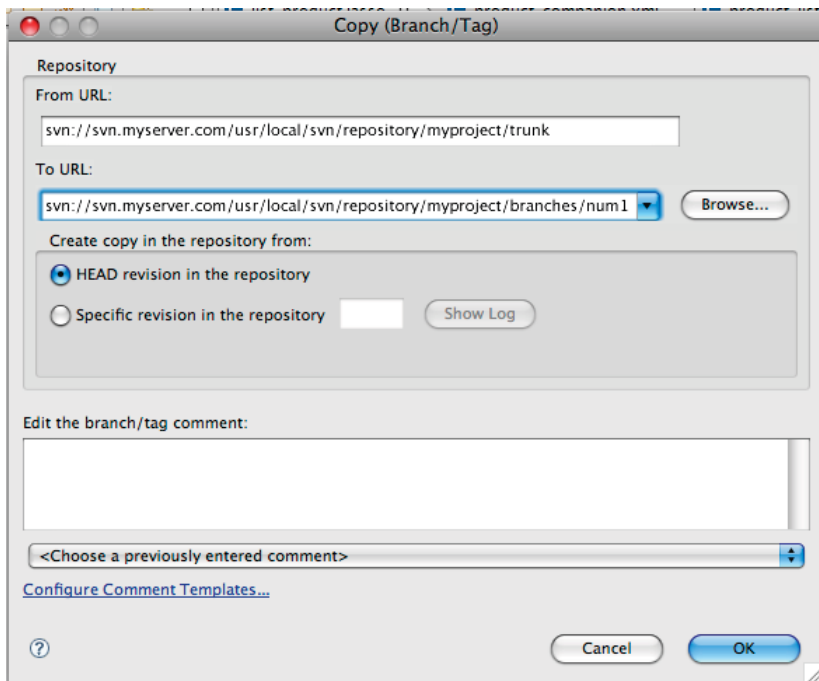 Copy (Branch/Tag)
Repository
From URL:
svn://svn.myserver.com/usr/local/svn/repository/myproject/trunk
To URL:
svn://svn.myserver.com/usr/local/svn/repository/myproject/branches/num1
Browse...
Create copy in the repository from:
HEAD revision in the repository
Specific revision in the repository
Show Log
Edit the branch/tag comment:
<Choose a previously entered comment>
Configure Comment Templates...
?
Cancel
OK